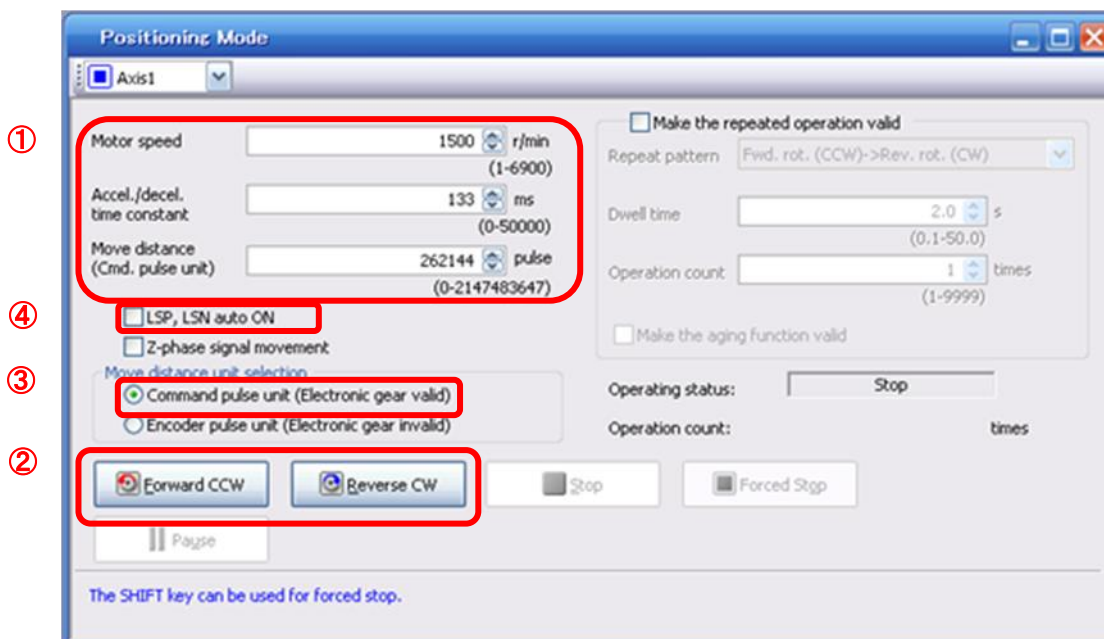 Positioning Mode
Axis1
①
Motor speed 1500 r/min
(1-6900)
Accel./decel.
time constant 133 ms
(0-50000)
Move distance
(Cmd. pulse unit) 262144 pulse
(0-2147483647)
④
LSP, LSN auto ON
Z-phase signal movement
Move distance unit selection
③
Command pulse unit (Electronic gear valid)
Encoder pulse unit (Electronic gear invalid)
Make the repeated operation valid
Repeat pattern Fwd. rot. (CCW)->Rev. rot. (CW)
Dwell time 2.0 s
(0.1-50.0)
Operation count 1 times
(1-9999)
Make the aging function valid
Operating status: Stop
Operation count: times
②
Forward CCW Reverse CW Stop Forced Stop
Pause
The SHIFT key can be used for forced stop.